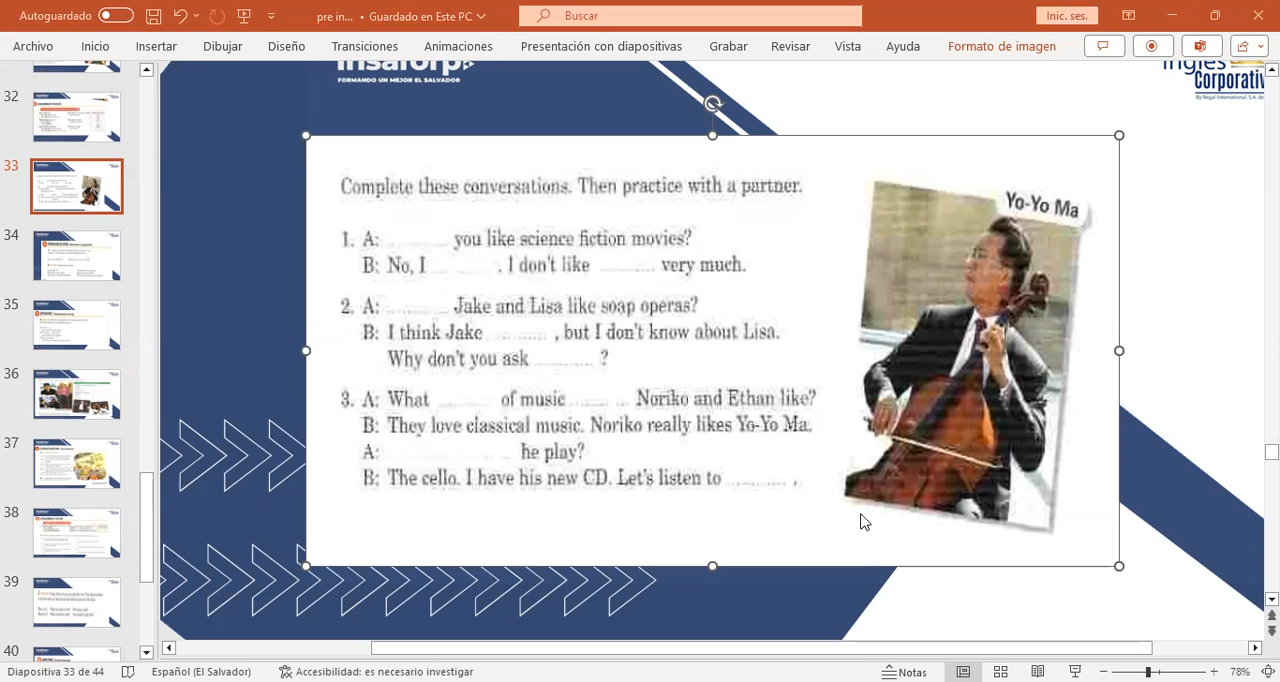 Autoguardado
pre in... • Guardado en Este PC
Buscar
Inic. ses.
Archivo Inicio Insertar Dibujar Diseño Transiciones Animaciones Presentación con diapositivas Grabar Revisar Vista Ayuda Formato de imagen
32
33
34
35
36
37
38
39
40
insaforp
FORMANDO UN MEJOR EL SALVADOR
Inglés
Corporativ
By Regal International, S.A. de
Complete these conversations. Then practice with a partner.
1. A: ........ you like science fiction movies?
B: No, I ........ . I don't like ........ very much.
2. A: ........ Jake and Lisa like soap operas?
B: I think Jake ........ , but I don't know about Lisa.
Why don't you ask ........ ?
3. A: What ........ of music ........ Noriko and Ethan like?
B: They love classical music. Noriko really likes Yo-Yo Ma.
A: ........ he play?
B: The cello. I have his new CD. Let's listen to ........ .
Yo-Yo Ma
Diapositiva 33 de 44
Español (El Salvador)
Accesibilidad: es necesario investigar
Notas
78%